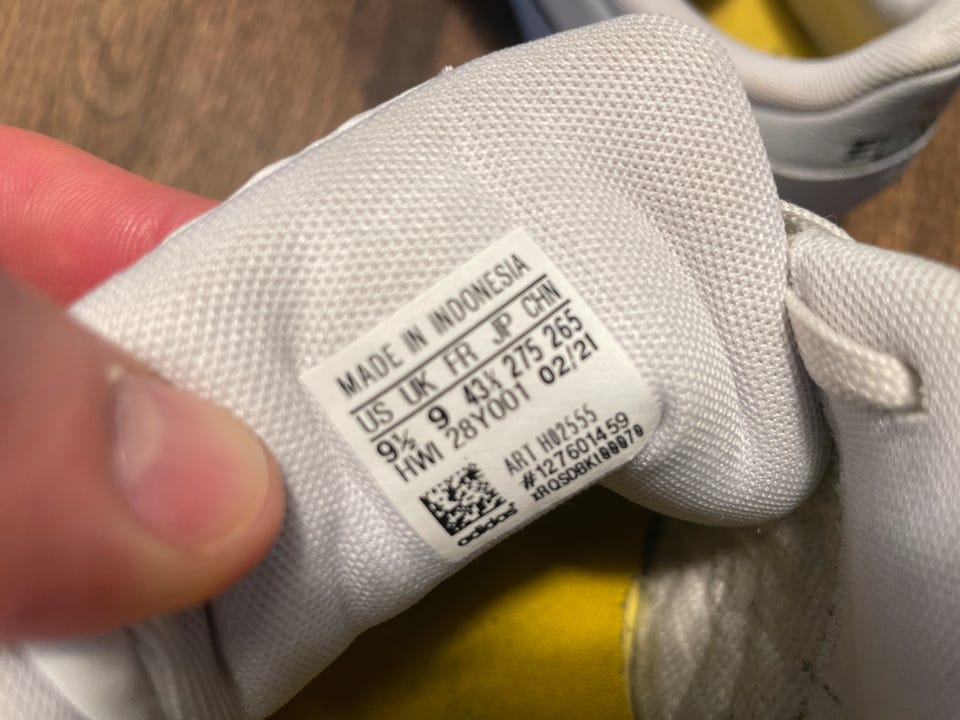 MADE IN INDONESIA
US UK FR JP CHN
9½ 9 43⅓ 275 265
HWI 28Y001 02/21
ART H02555
#127601459
xRQSDBK100070
adidas